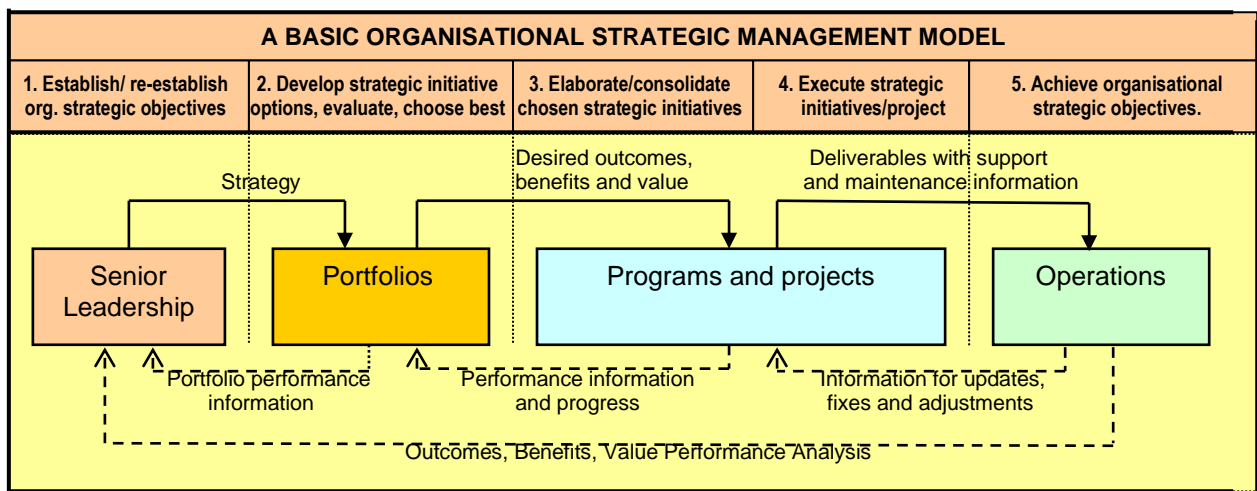 A BASIC ORGANISATIONAL STRATEGIC MANAGEMENT MODEL
1. Establish/ re-establish
org. strategic objectives
2. Develop strategic initiative
options, evaluate, choose best
3. Elaborate/consolidate
chosen strategic initiatives
4. Execute strategic
initiatives/project
5. Achieve organisational
strategic objectives.
Strategy
Desired outcomes,
benefits and value
Deliverables with support
and maintenance information
Senior
Leadership
Portfolios
Programs and projects
Operations
Portfolio performance
information
Performance information
and progress
Information for updates,
fixes and adjustments
Outcomes, Benefits, Value Performance Analysis